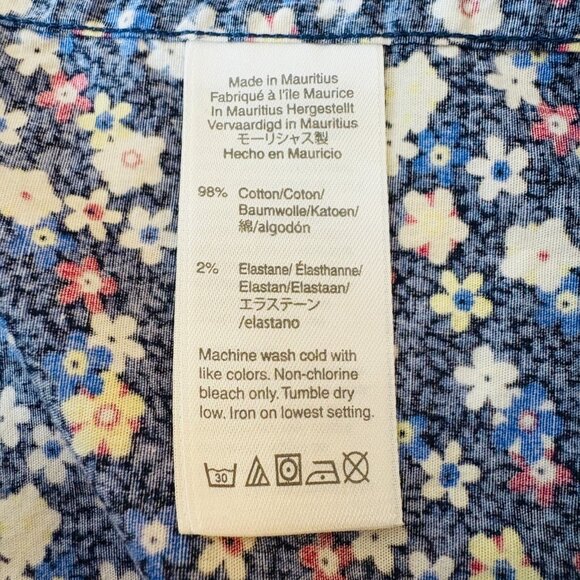 Made in Mauritius
Fabriqué à l'île Maurice
In Mauritius Hergestellt
Vervaardigd in Mauritius
モーリシャス製
Hecho en Mauricio
98% Cotton/Coton/
Baumwolle/Katoen/
綿/algodón
2% Elastane/ Élasthanne/
Elastan/Elastaan/
エラステーン
/elastano
Machine wash cold with
like colors. Non-chlorine
bleach only. Tumble dry
low. Iron on lowest setting.
30